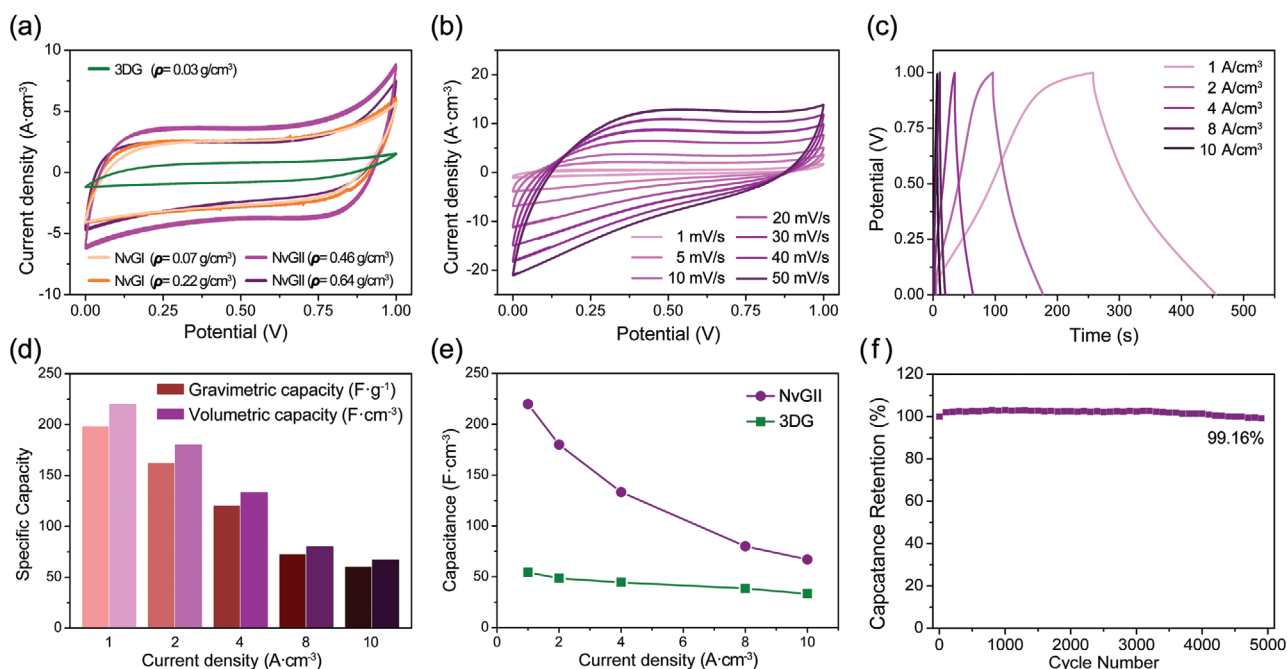 (a)
10
5
0
-5
-10
Current density (A·cm⁻³)
3DG (ρ= 0.03 g/cm³)
NvGI (ρ= 0.07 g/cm³)
NvGII (ρ= 0.46 g/cm³)
NvGI (ρ= 0.22 g/cm³)
NvGII (ρ= 0.64 g/cm³)
0.00 0.25 0.50 0.75 1.00
Potential (V)
(b)
20
10
0
-10
-20
Current density (A·cm⁻³)
1 mV/s
5 mV/s
10 mV/s
20 mV/s
30 mV/s
40 mV/s
50 mV/s
0.00 0.25 0.50 0.75 1.00
Potential (V)
(c)
1.00
0.75
0.50
0.25
0.00
Potential (V)
1 A/cm³
2 A/cm³
4 A/cm³
8 A/cm³
10 A/cm³
0 100 200 300 400 500
Time (s)
(d)
250
200
150
100
50
0
Specific Capacity
Gravimetric capacity (F·g⁻¹)
Volumetric capacity (F·cm⁻³)
1 2 4 8 10
Current density (A·cm⁻³)
(e)
250
200
150
100
50
0
Capacitance (F·cm⁻³)
NvGII
3DG
2 4 6 8 10
Current density (A·cm⁻³)
(f)
120
100
80
60
40
20
0
Capcatance Retention (%)
99.16%
0 1000 2000 3000 4000 5000
Cycle Number